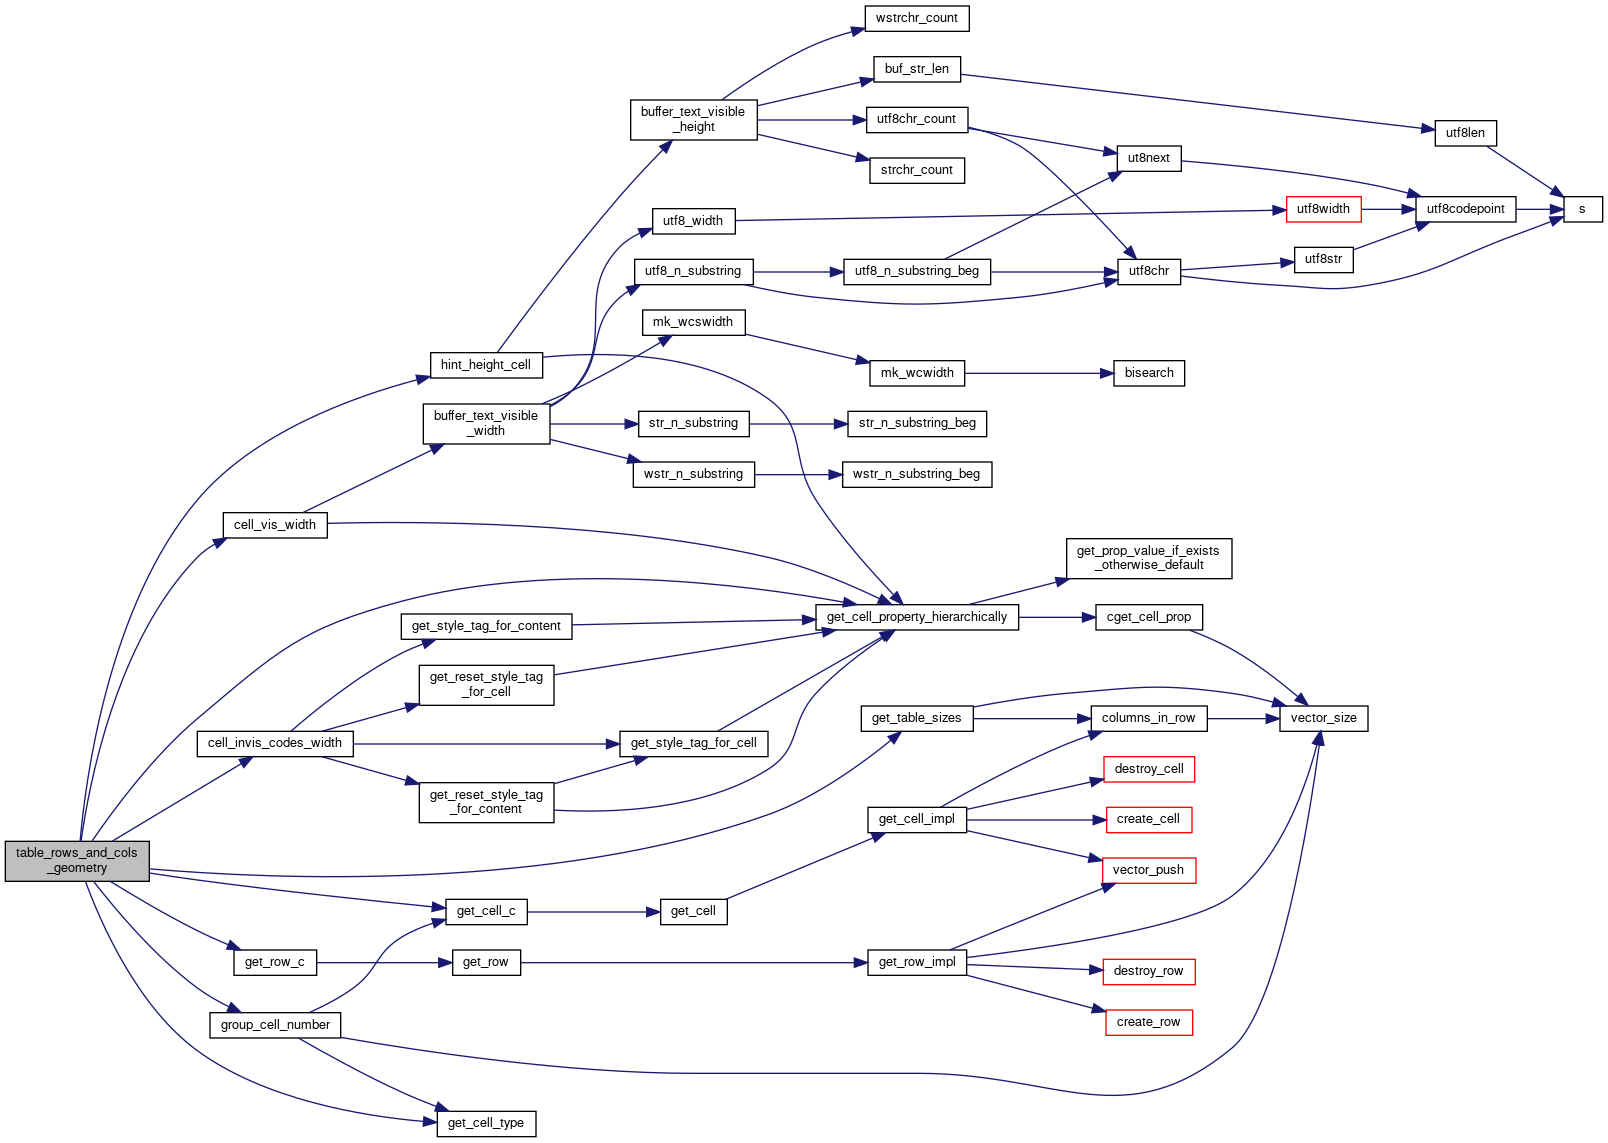 wstrchr_count
buf_str_len
buffer_text_visible
_height
utf8chr_count
utf8len
ut8next
strchr_count
utf8width
utf8codepoint
s
utf8_width
utf8str
utf8_n_substring
utf8_n_substring_beg
utf8chr
mk_wcswidth
hint_height_cell
mk_wcwidth
bisearch
buffer_text_visible
_width
str_n_substring
str_n_substring_beg
wstr_n_substring
wstr_n_substring_beg
cell_vis_width
get_prop_value_if_exists
_otherwise_default
get_cell_property_hierarchically
cget_cell_prop
get_style_tag_for_content
get_reset_style_tag
_for_cell
get_table_sizes
columns_in_row
vector_size
cell_invis_codes_width
get_style_tag_for_cell
destroy_cell
get_reset_style_tag
_for_content
get_cell_impl
create_cell
table_rows_and_cols
_geometry
vector_push
get_cell_c
get_cell
get_row_c
get_row
get_row_impl
destroy_row
group_cell_number
create_row
get_cell_type